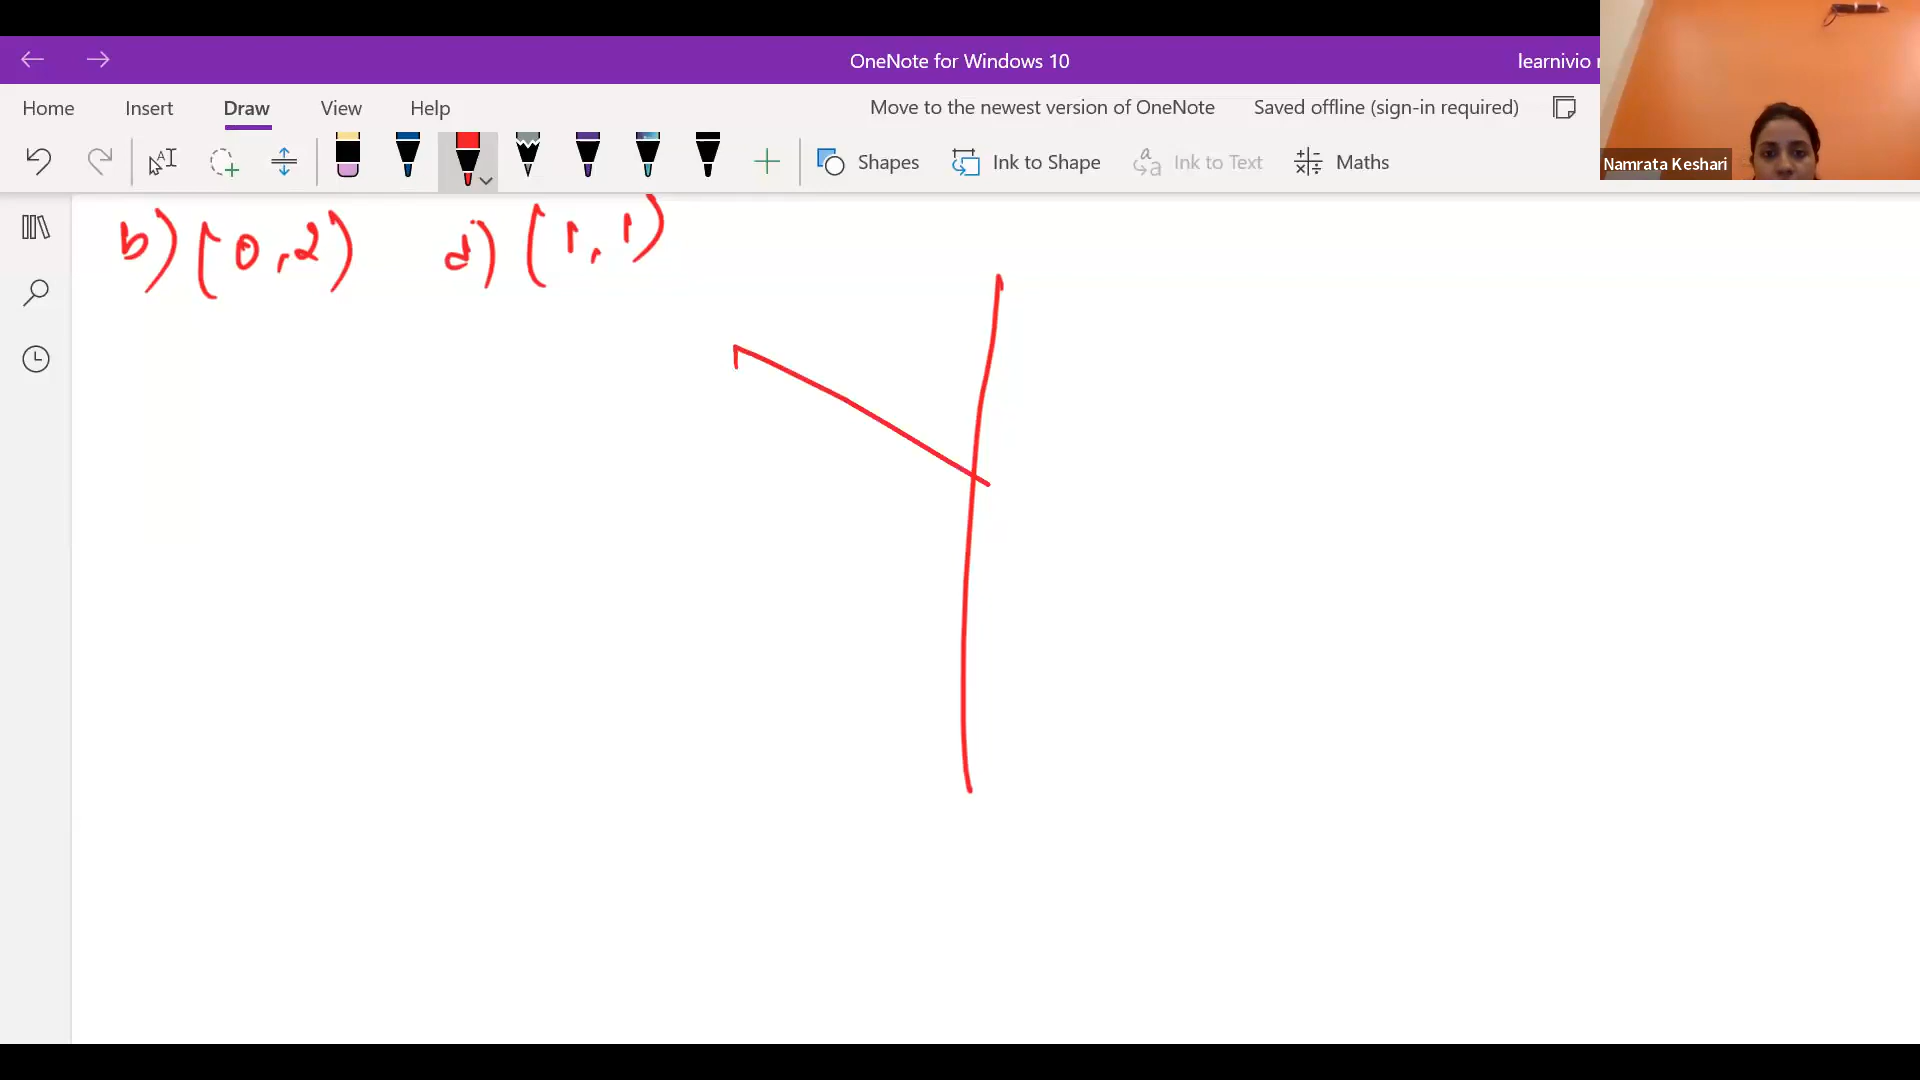 OneNote for Windows 10
learnivio
Home Insert Draw View Help
Move to the newest version of OneNote Saved offline (sign-in required)
Shapes Ink to Shape Ink to Text Maths
Namrata Keshari
b) (0,2) d) (1,1)